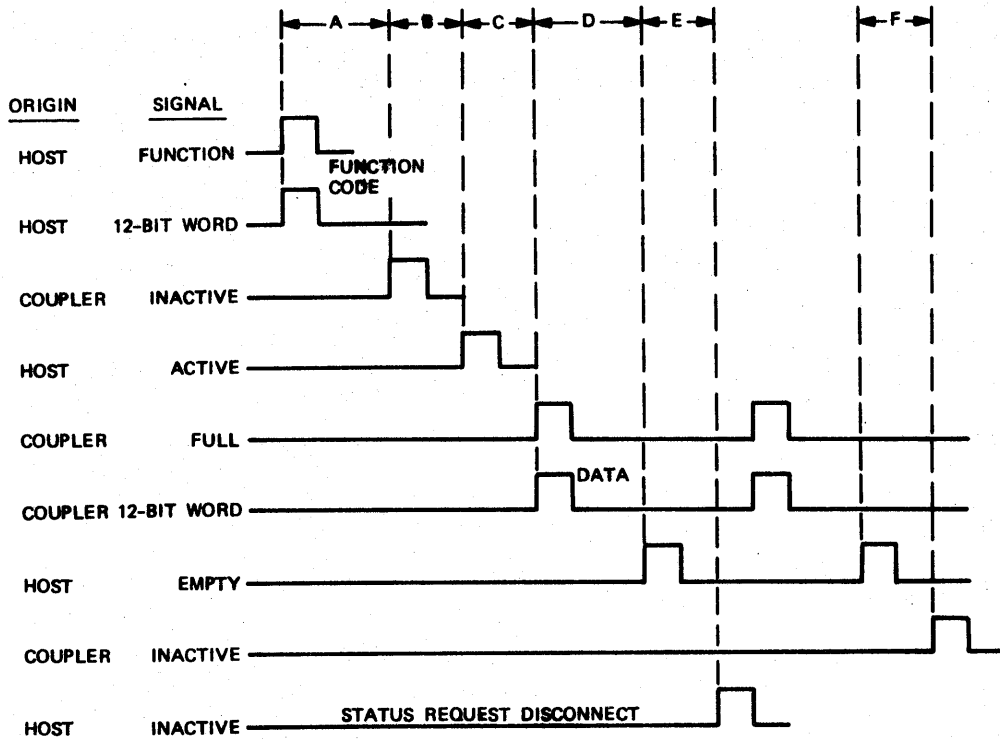 A B C D E F
ORIGIN SIGNAL
HOST FUNCTION
FUNCTION
CODE
HOST 12-BIT WORD
COUPLER INACTIVE
HOST ACTIVE
COUPLER FULL
DATA
COUPLER 12-BIT WORD
HOST EMPTY
COUPLER INACTIVE
STATUS REQUEST DISCONNECT
HOST INACTIVE